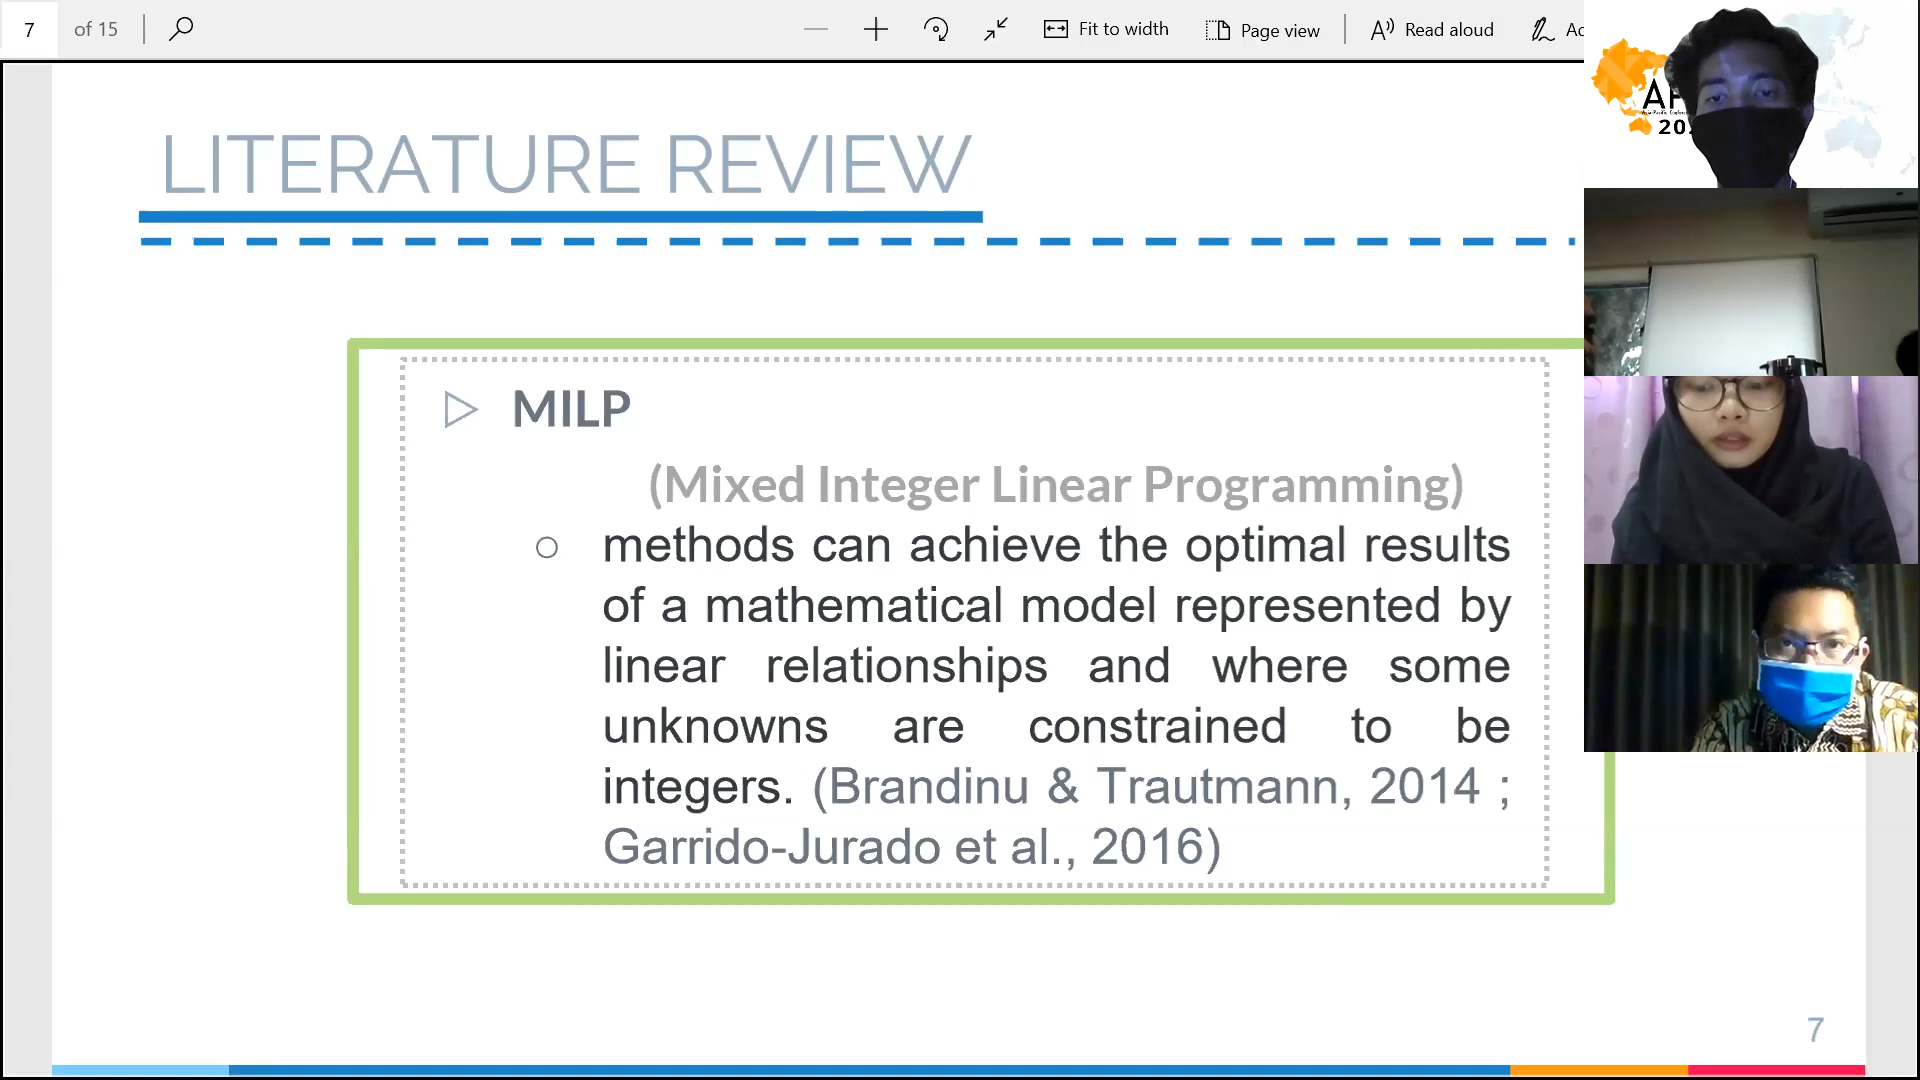 7 of 15
Fit to width
Page view
Read aloud
LITERATURE REVIEW
MILP
(Mixed Integer Linear Programming)
methods can achieve the optimal results
of a mathematical model represented by
linear relationships and where some
unknowns are constrained to be
integers. (Brandinu & Trautmann, 2014 ;
Garrido-Jurado et al., 2016)
7